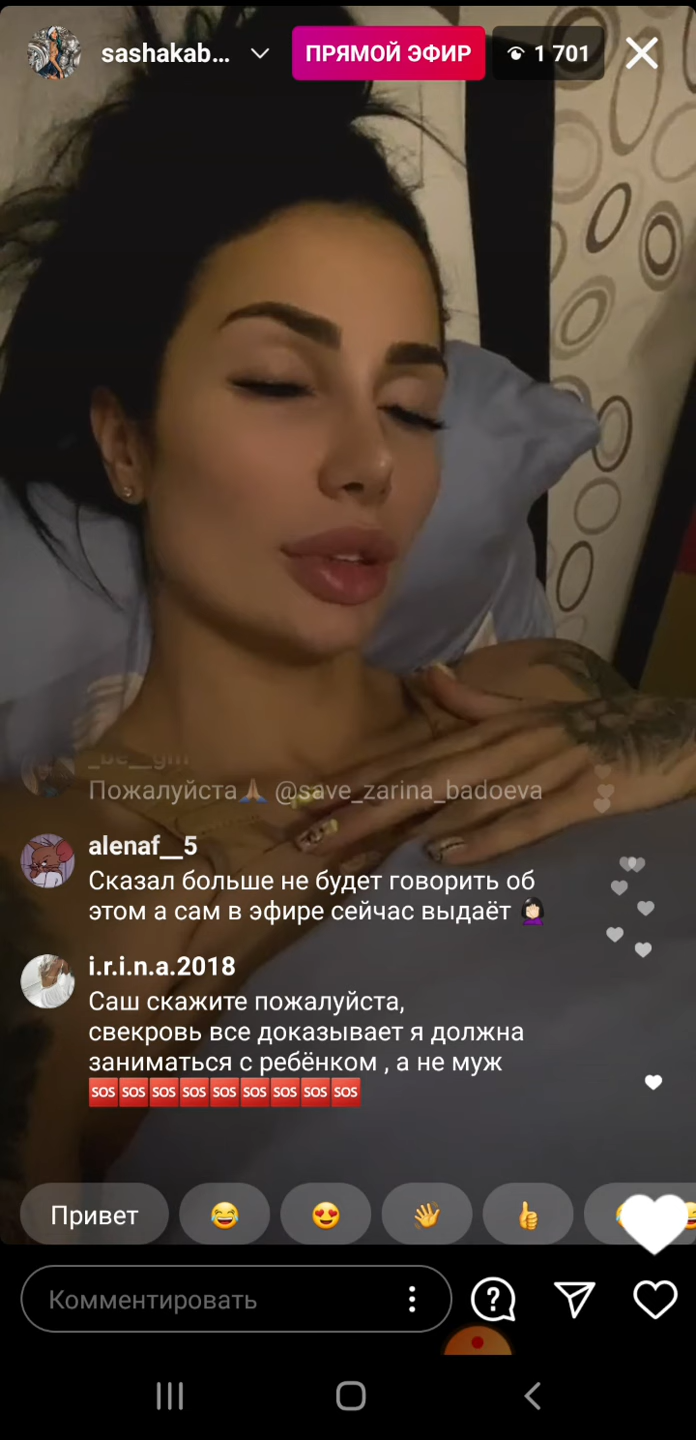 sashakab...
ПРЯМОЙ ЭФИР
1 701
Пожалуйста🙏🏽 @save_zarina_badoeva
alenaf__5
Сказал больше не будет говорить об
этом а сам в эфире сейчас выдаёт 🤦🏻‍♀️
i.r.i.n.a.2018
Саш скажите пожалуйста,
свекровь все доказывает я должна
заниматься с ребёнком , а не муж
🆘🆘🆘🆘🆘🆘🆘🆘🆘
Привет
Комментировать